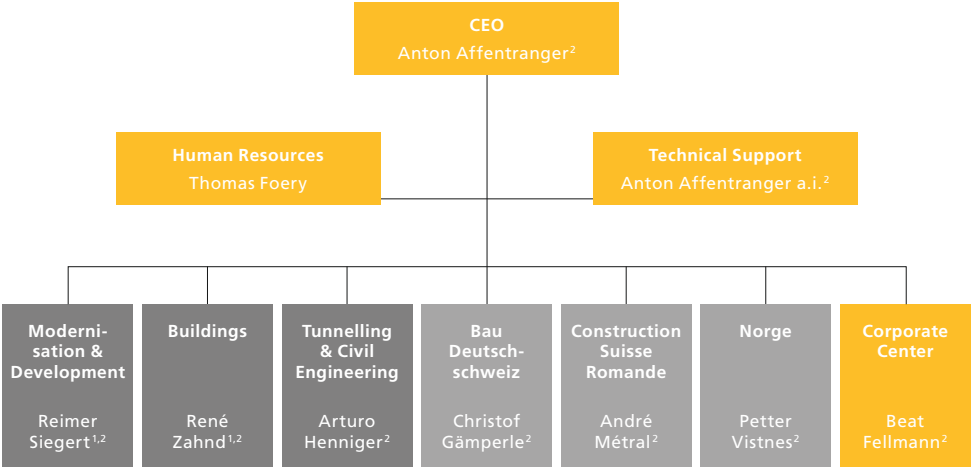 CEO
Anton Affentranger²
Human Resources
Thomas Foery
Technical Support
Anton Affentranger a.i.²
Moderni-
sation &
Development
Reimer
Siegert¹,²
Buildings
René
Zahnd¹,²
Tunnelling
& Civil
Engineering
Arturo
Henniger²
Bau
Deutsch-
schweiz
Christof
Gämperle²
Construction
Suisse
Romande
André
Métral²
Norge
Petter
Vistnes²
Corporate
Center
Beat
Fellmann²